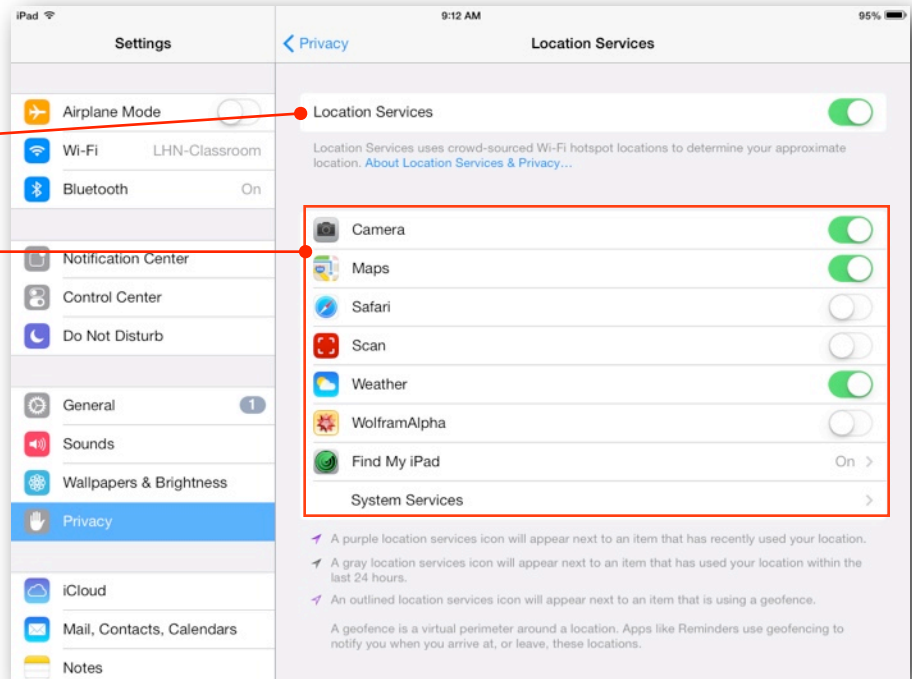 iPad
9:12 AM
95%
Settings
Privacy
Location Services
Airplane Mode
Wi-Fi LHN-Classroom
Bluetooth On
Notification Center
Control Center
Do Not Disturb
General 1
Sounds
Wallpapers & Brightness
Privacy
iCloud
Mail, Contacts, Calendars
Notes
Location Services
Location Services uses crowd-sourced Wi-Fi hotspot locations to determine your approximate
location. About Location Services & Privacy...
Camera
Maps
Safari
Scan
Weather
WolframAlpha
Find My iPad On
System Services
A purple location services icon will appear next to an item that has recently used your location.
A gray location services icon will appear next to an item that has used your location within the
last 24 hours.
An outlined location services icon will appear next to an item that is using a geofence.
A geofence is a virtual perimeter around a location. Apps like Reminders use geofencing to
notify you when you arrive at, or leave, these locations.